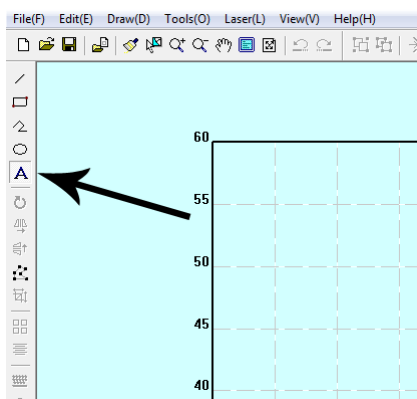 File(F) Edit(E) Draw(D) Tools(O) Laser(L) View(V) Help(H)
A
60
55
50
45
40